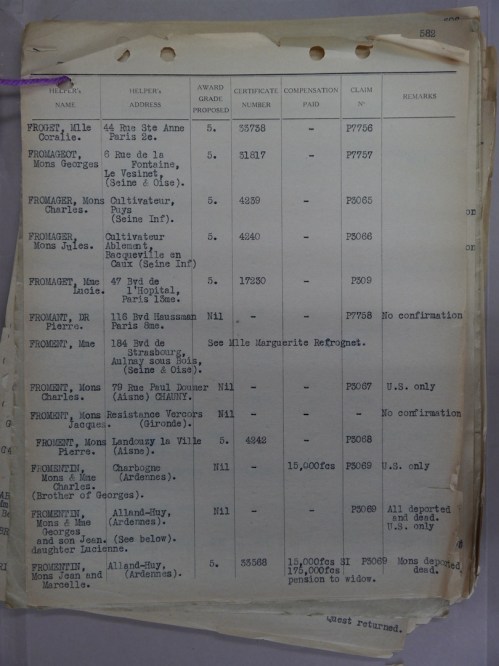 582
HELPER's NAME HELPER's ADDRESS AWARD GRADE PROPOSED CERTIFICATE NUMBER COMPENSATION PAID CLAIM No REMARKS
FROGET, Mlle 44 Rue Ste Anne 5. 33738 - P7756
Coralie. Paris 2e.
FROMAGEOT, 6 Rue de la 5. 31817 - P7757
Mons Georges Fontaine,
Le Vesinet,
(Seine & Oise).
FROMAGER, Mons Cultivateur, 5. 4239 - P3065
Charles. Puys
(Seine Inf).
FROMAGER, Cultivateur 5. 4240 - P3066
Mons Jules. Ablement,
Bacqueville en
Caux (Seine Inf)
FROMAGET, Mme 47 Bvd de 5. 17230 - P309
Lucie. l'Hopital,
Paris 13me.
FROMANT, DR 116 Bvd Haussman Nil - - P7758 No confirmation
Pierre. Paris 8me.
FROMENT, Mme 184 Bvd de See Mlle Marguerite Refrognet.
Strasbourg,
Aulnay sous Bois,
(Seine & Oise).
FROMENT, Mons 79 Rue Paul Doumer Nil - - P3067 U.S. only
Charles. (Aisne) CHAUNY.
FROMENT, Mons Resistance Vercors Nil - - - No confirmation
Jacques. (Gironde).
FROMENT, Mons Landouzy la Ville 5. 4242 - P3068
Pierre. (Aisne).
FROMENTIN, Charbogne Nil - 15,000fcs P3069 U.S. only
Mons & Mme (Ardennes).
Charles.
(Brother of Georges).
FROMENTIN, Alland-Huy, Nil - - P3069 All deported
Mons & Mme (Ardennes). and dead.
Georges U.S. only
and son Jean. (See below).
daughter Lucienne.
FROMENTIN, Alland-Huy, 5. 33568 15,000fcs SI P3069 Mons deported
Mons Jean and (Ardennes). 175,000fcs dead.
Marcelle. pension to widow.
quest returned.